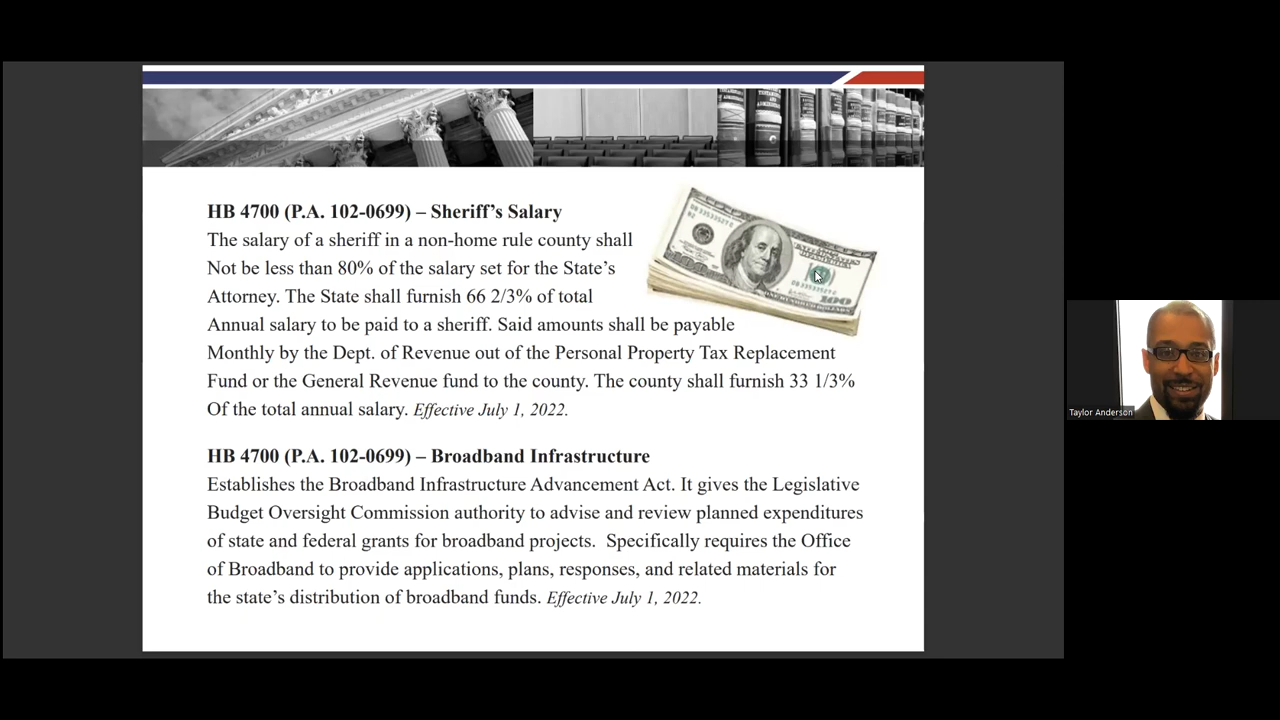 HB 4700 (P.A. 102-0699) – Sheriff's Salary
The salary of a sheriff in a non-home rule county shall
Not be less than 80% of the salary set for the State's
Attorney. The State shall furnish 66 2/3% of total
Annual salary to be paid to a sheriff. Said amounts shall be payable
Monthly by the Dept. of Revenue out of the Personal Property Tax Replacement
Fund or the General Revenue fund to the county. The county shall furnish 33 1/3%
Of the total annual salary. Effective July 1, 2022.
HB 4700 (P.A. 102-0699) – Broadband Infrastructure
Establishes the Broadband Infrastructure Advancement Act. It gives the Legislative
Budget Oversight Commission authority to advise and review planned expenditures
of state and federal grants for broadband projects.  Specifically requires the Office
of Broadband to provide applications, plans, responses, and related materials for
the state's distribution of broadband funds. Effective July 1, 2022.
100
Taylor Anderson